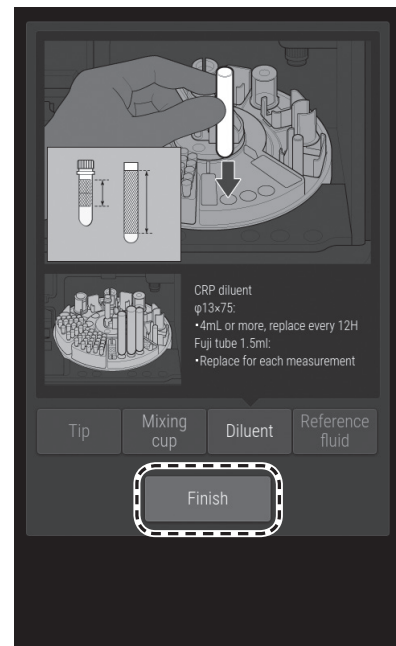 CRP diluent
φ13×75:
•4mL or more, replace every 12H
Fuji tube 1.5ml:
•Replace for each measurement
Tip
Mixing
cup
Diluent
Reference
fluid
Finish